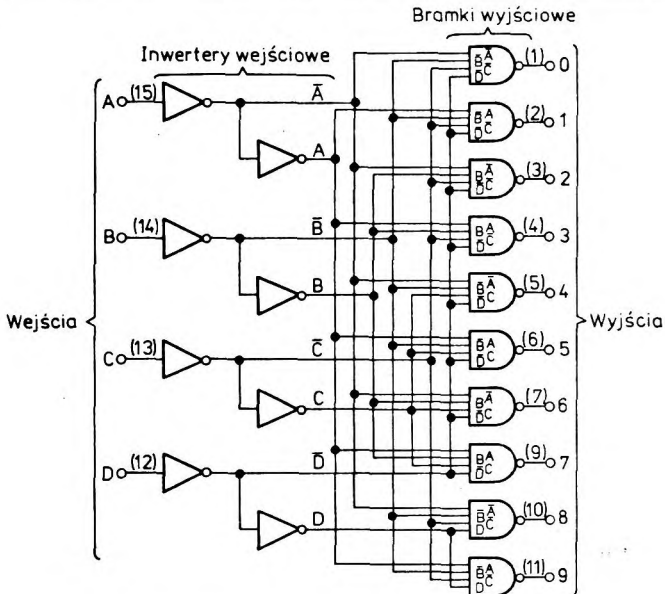 Bramki wyjściowe
Inwertery wejściowe
A (15) Ā
B̄ Ā D̄ C̄ (1) 0
B̄ A D̄ C̄ (2) 1
A
B Ā D̄ C̄ (3) 2
B (14) B̄
B A D̄ C̄ (4) 3
B
B̄ Ā D̄ C (5) 4
Wejścia
Wyjścia
C (13) C̄
B̄ A D̄ C (6) 5
C
B Ā D̄ C (7) 6
D (12) D̄
B A D̄ C (9) 7
D
B̄ Ā D C̄ (10) 8
B̄ A D C̄ (11) 9